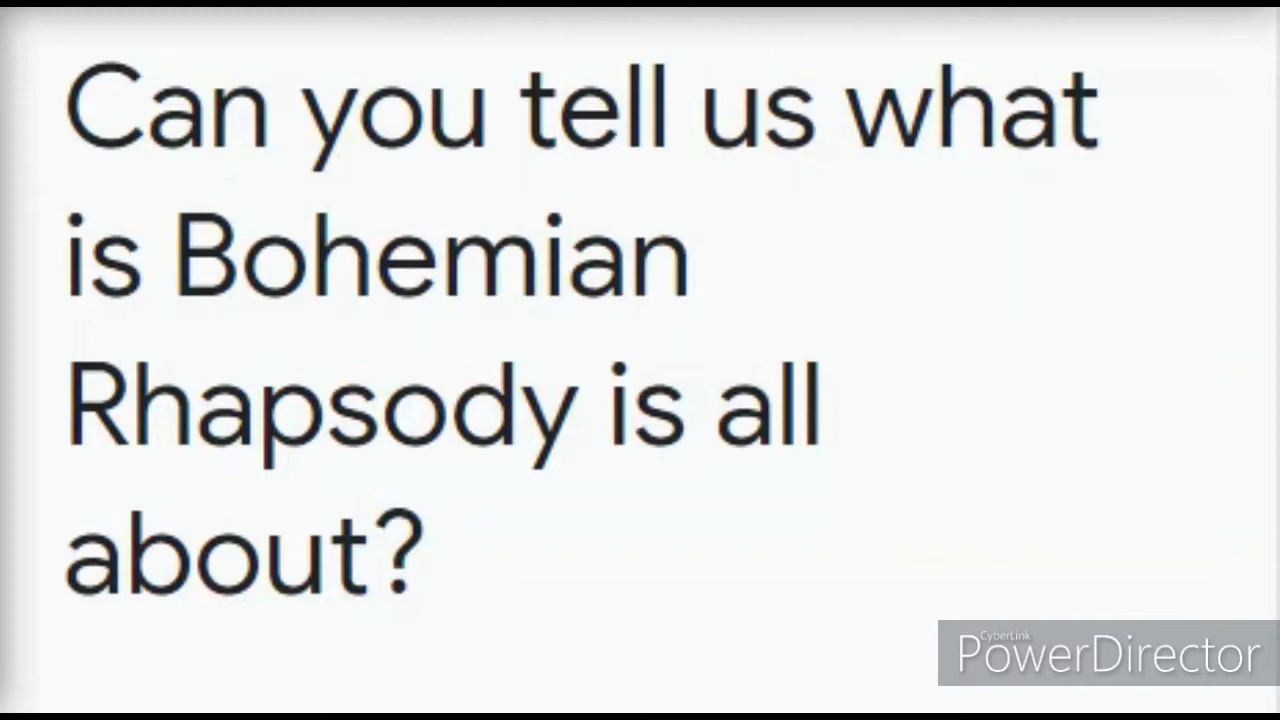 Can you tell us what
is Bohemian
Rhapsody is all
about?
CyberLink
PowerDirector